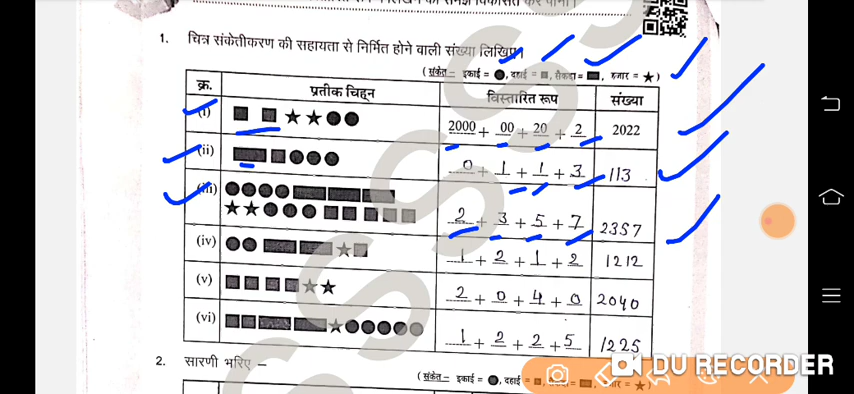 1. चित्र संकेतीकरण की सहायता से निर्मित होने वाली संख्या लिखिए।
(संकेत – इकाई = ●, दहाई = ■, सैकड़ा = ▬, हजार = ★)
क्र. प्रतीक चिह्न विस्तारित रूप संख्या
(i) ■ ■ ★★●● 2000 + 00 + 20 + 2 2022
(ii) ▬ ■●●● 0 + 1 + 1 + 3 113
(iii) ●●●● ▬ ▬ ▬
★★●●● ■■■■■ 2 + 3 + 5 + 7 2357
(iv) ●● ▬ ▬ ★■ 1 + 2 + 1 + 2 1212
(v) ■■■■★★ 2 + 0 + 4 + 0 2040
(vi) ■■ ▬ ▬ ★●●●●● 1 + 2 + 2 + 5 1225
2. सारणी भरिए –
(संकेत – इकाई = ●, दहाई = ■, = ★)
DU RECORDER